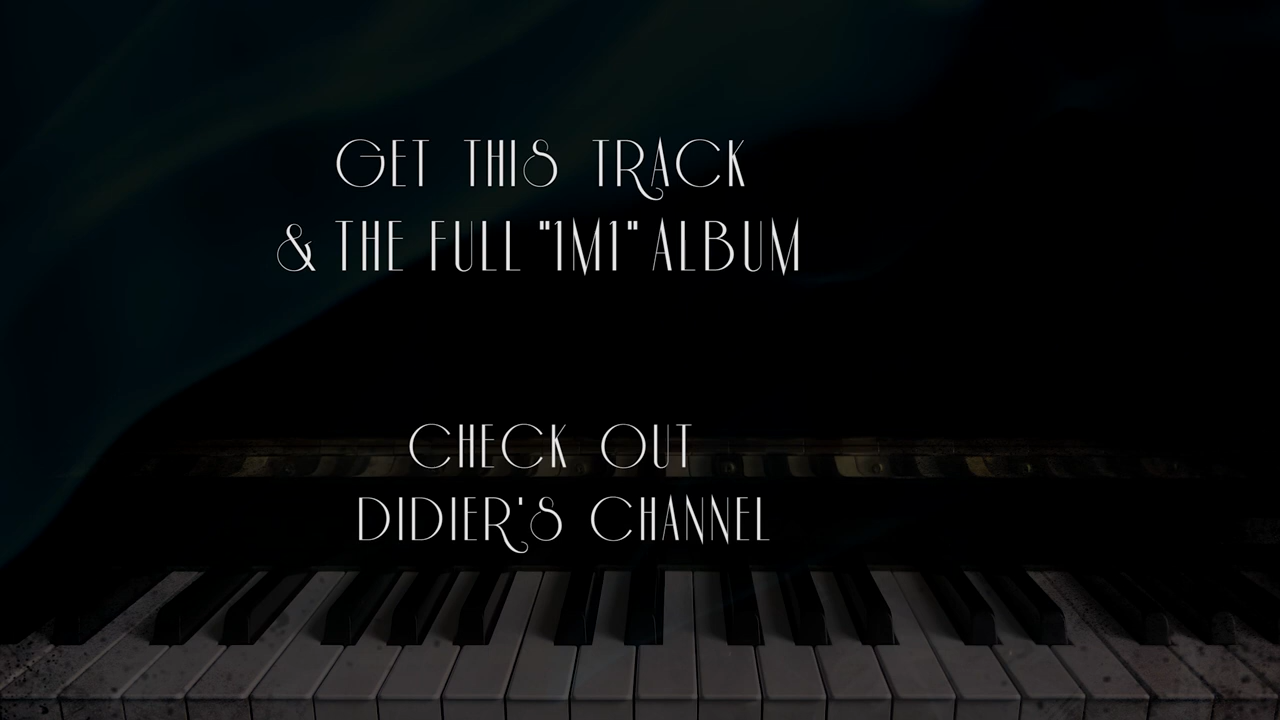 GET THIS TRACK
& THE FULL "1M1" ALBUM
CHECK OUT
DIDIER'S CHANNEL